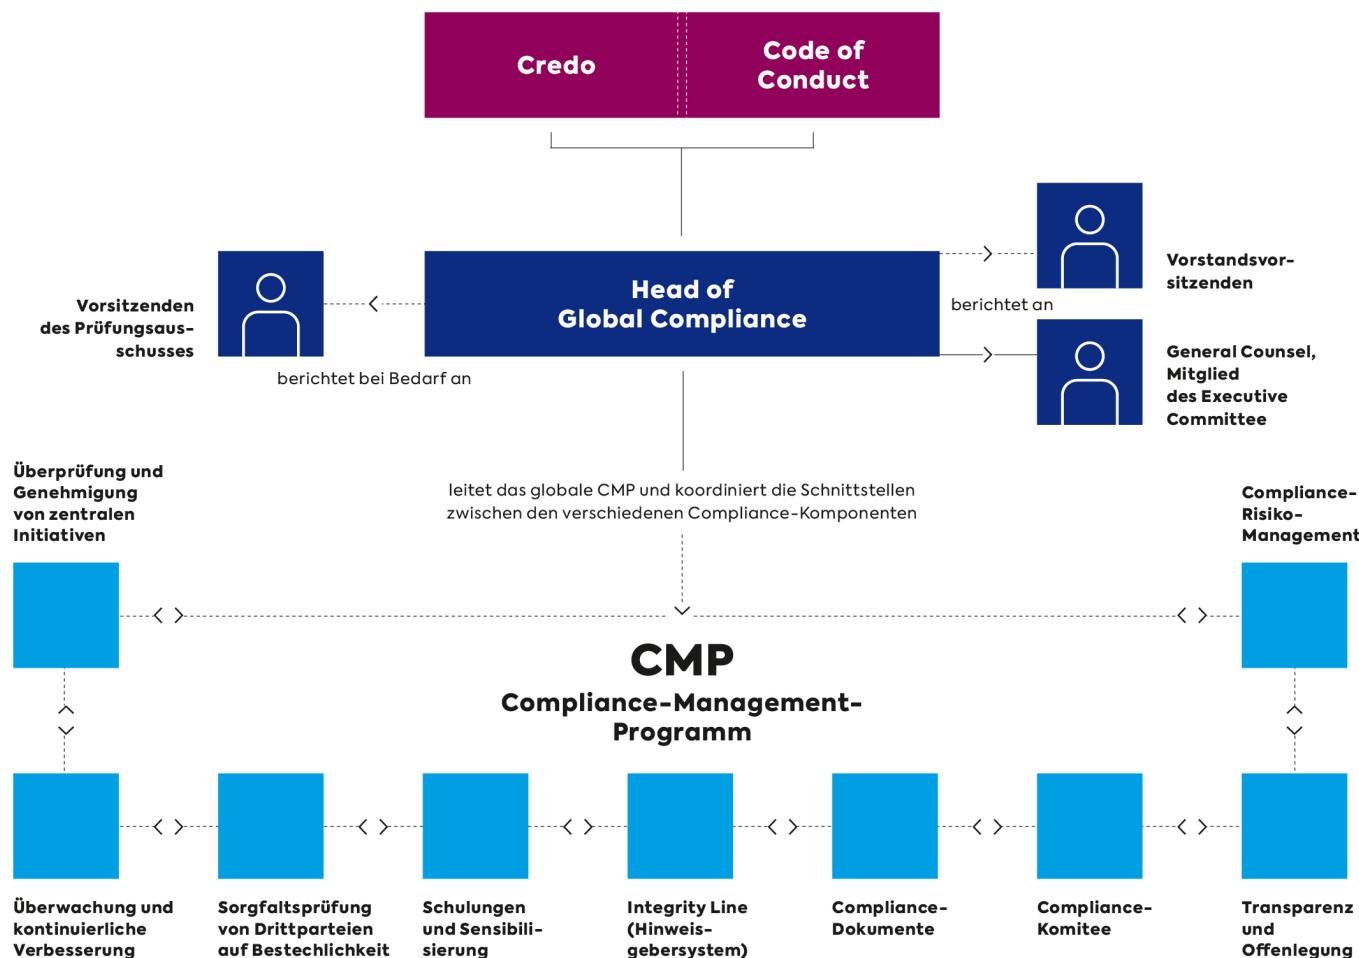 Credo
Code of
Conduct
Vorsitzenden
des Prüfungsaus-
schusses
berichtet bei Bedarf an
Head of
Global Compliance
berichtet an
Vorstandsvor-
sitzenden
General Counsel,
Mitglied
des Executive
Committee
leitet das globale CMP und koordiniert die Schnittstellen
zwischen den verschiedenen Compliance-Komponenten
Überprüfung und
Genehmigung
von zentralen
Initiativen
Compliance-
Risiko-
Management
CMP
Compliance-Management-
Programm
Überwachung und
kontinuierliche
Verbesserung
Sorgfaltsprüfung
von Drittparteien
auf Bestechlichkeit
Schulungen
und Sensibili-
sierung
Integrity Line
(Hinweis-
gebersystem)
Compliance-
Dokumente
Compliance-
Komitee
Transparenz
und
Offenlegung